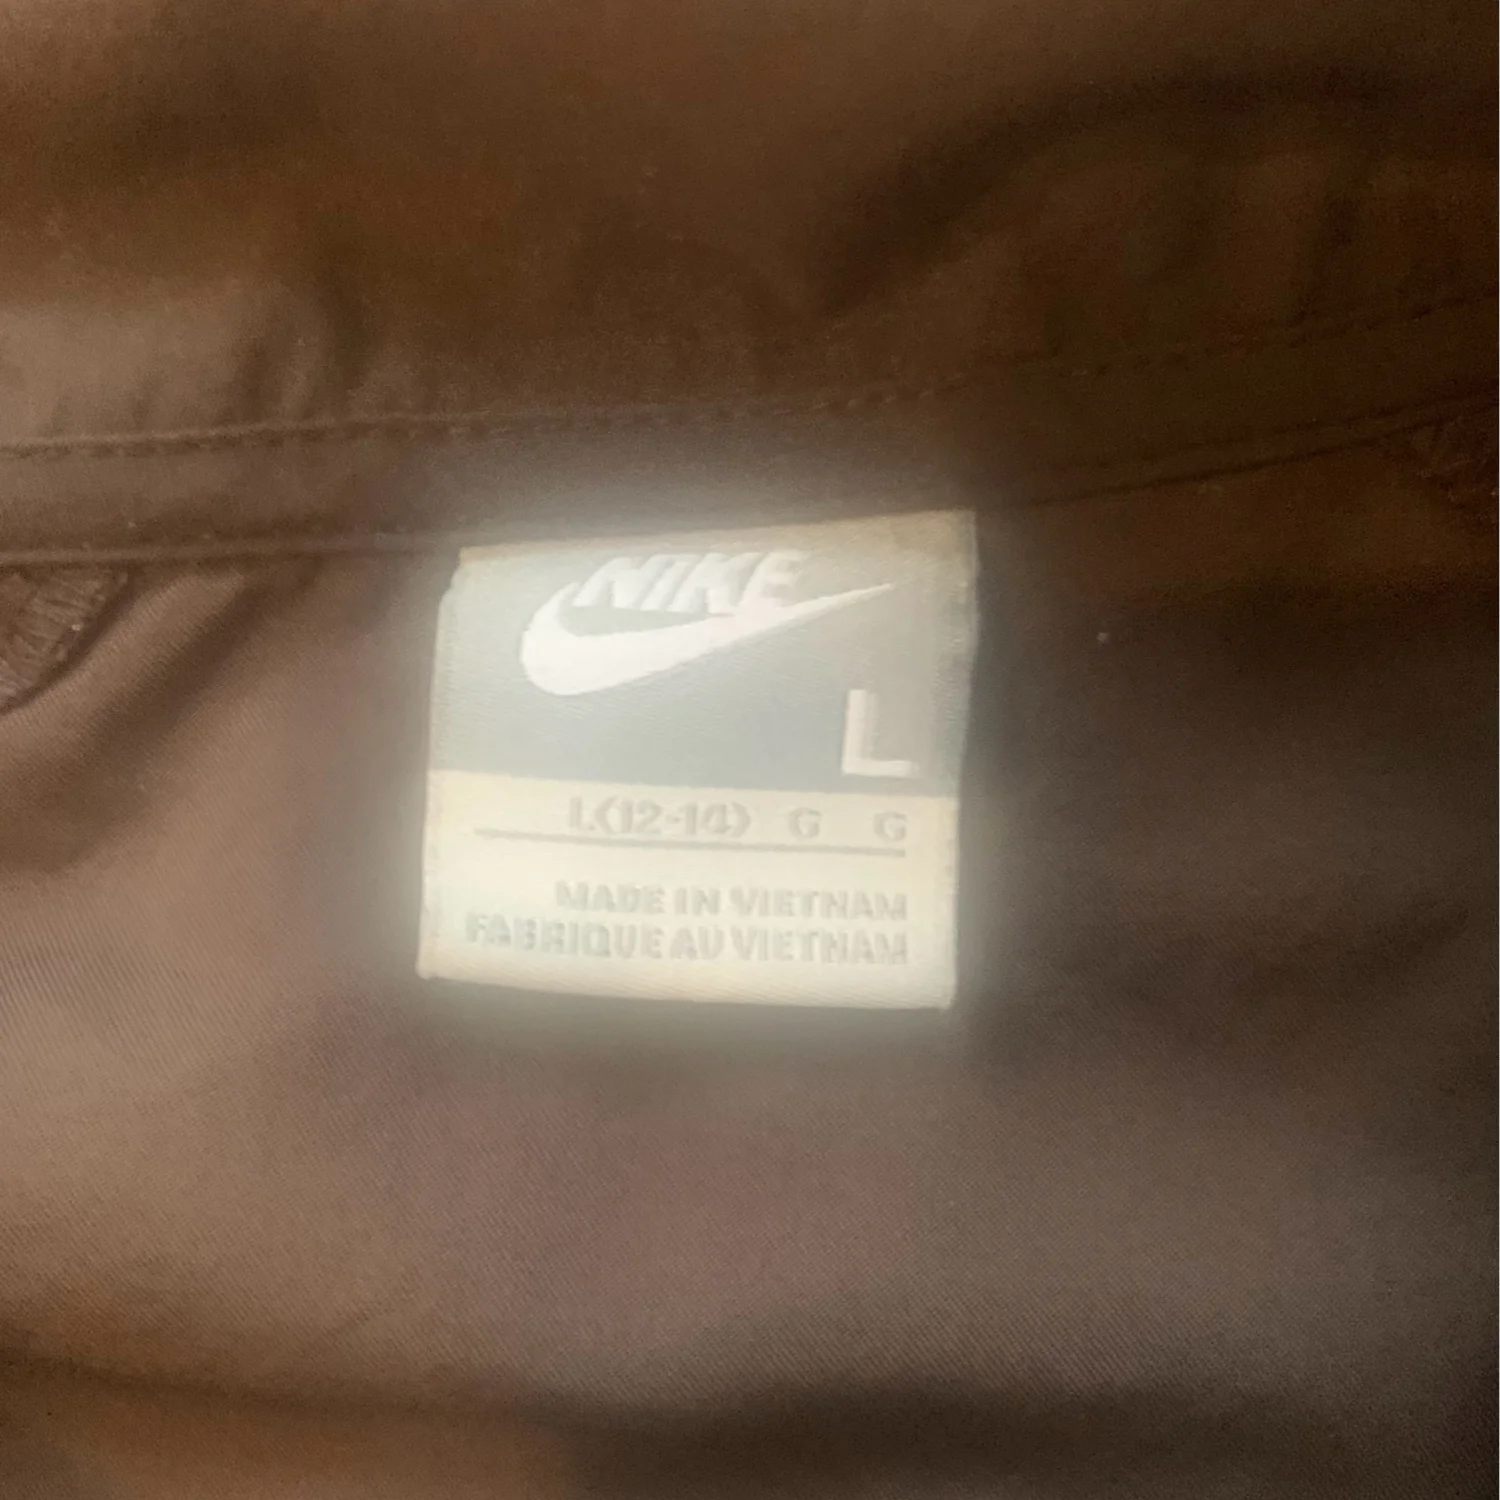 NIKE
L
L(12-14) G G
MADE IN VIETNAM
FABRIQUE AU VIETNAM